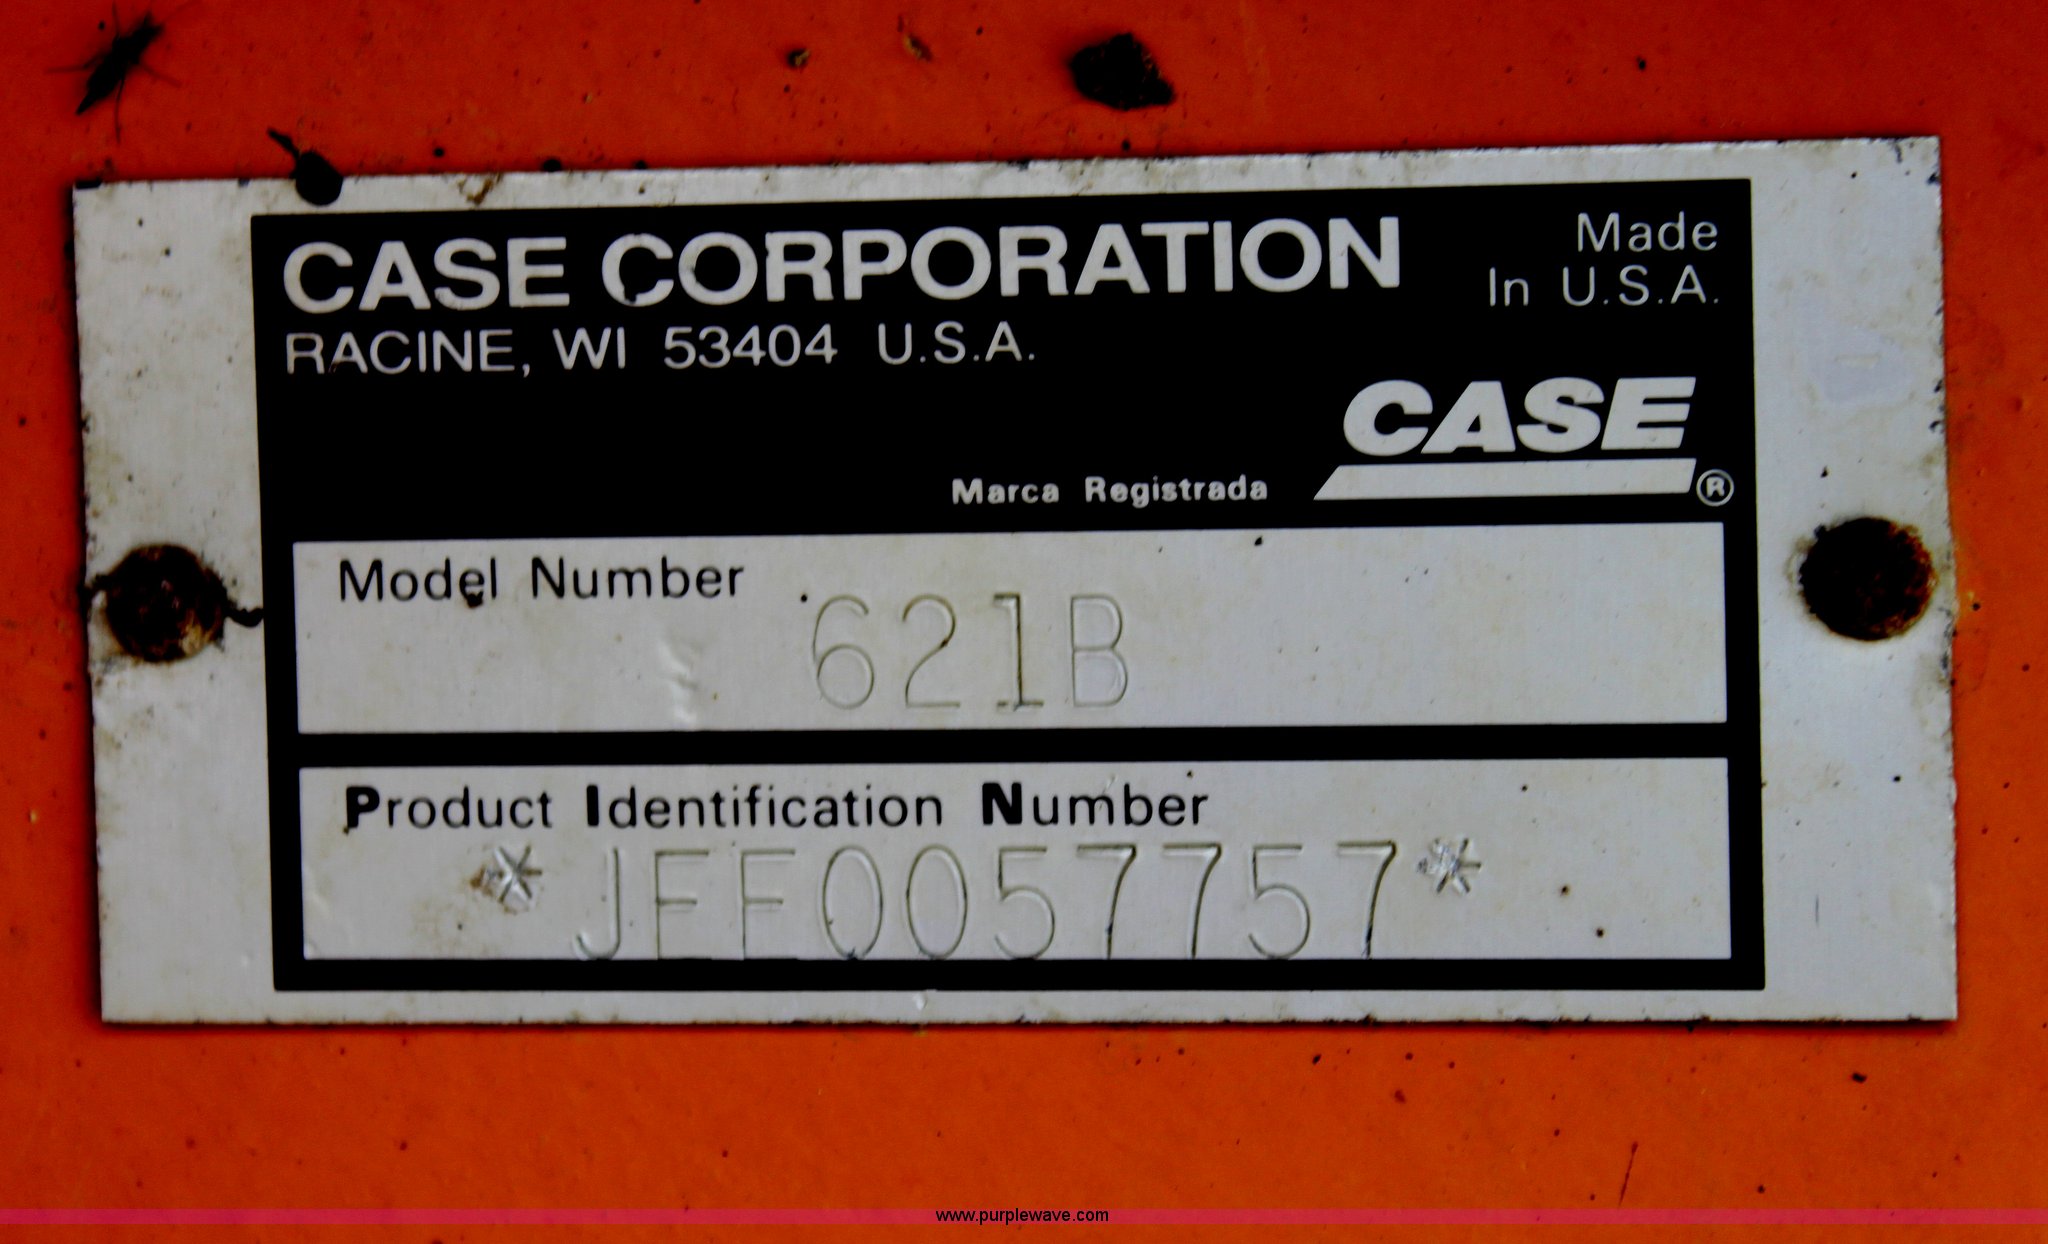 CASE CORPORATION
RACINE, WI 53404 U.S.A.
Made
In U.S.A.
CASE
Marca Registrada ®
Model Number
621B
Product Identification Number
*JEE0057757*
www.purplewave.com